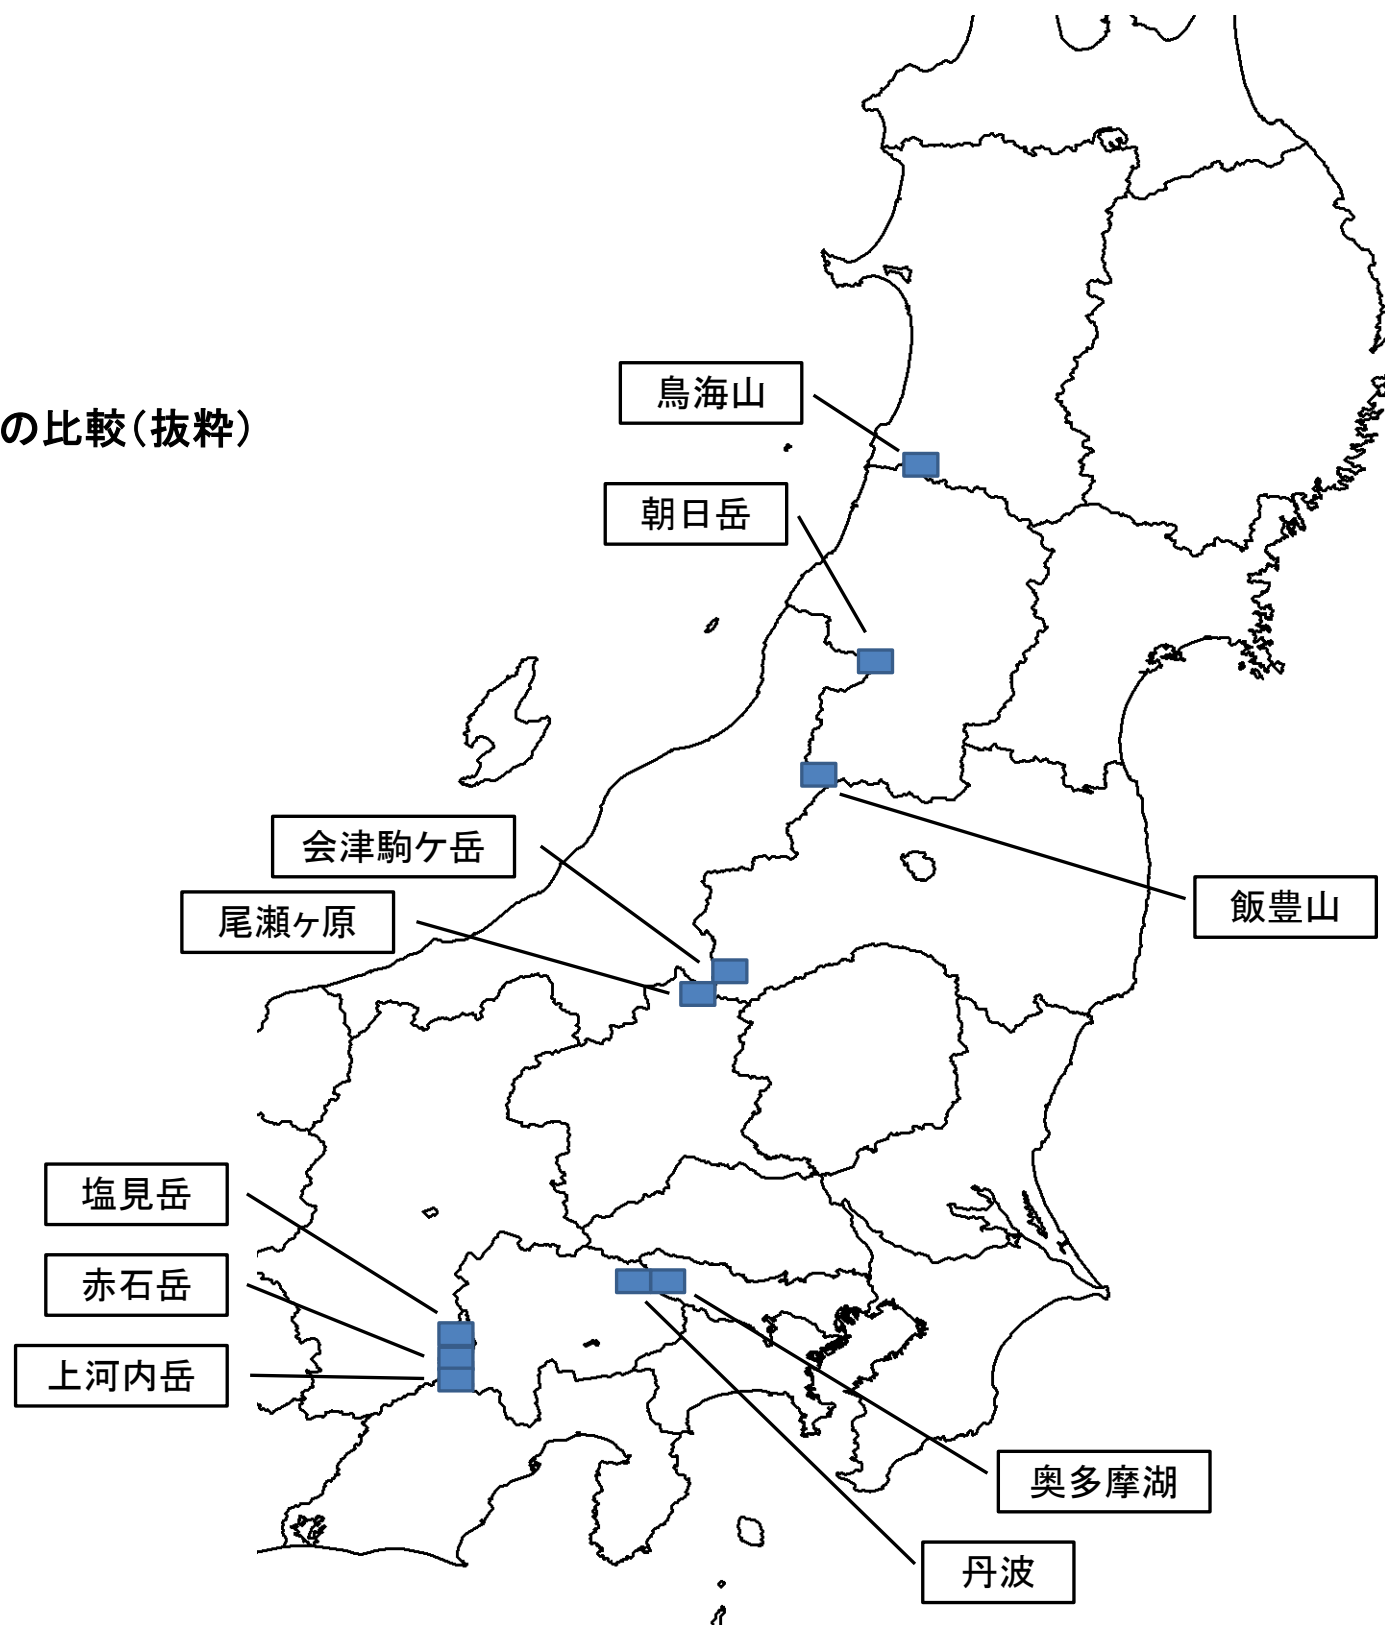 鳥海山
の比較（抜粋）
朝日岳
会津駒ケ岳
尾瀬ヶ原
飯豊山
塩見岳
赤石岳
上河内岳
奥多摩湖
丹波